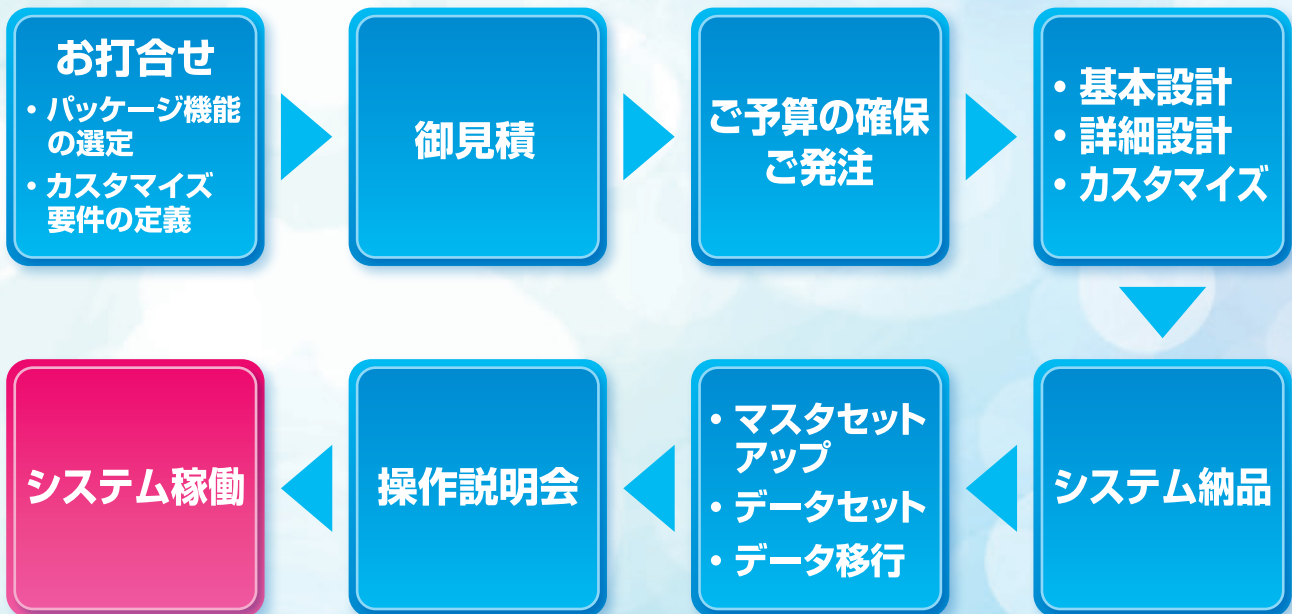 お打合せ
・パッケージ機能
の選定
・カスタマイズ
要件の定義
御見積
ご予算の確保
ご発注
・基本設計
・詳細設計
・カスタマイズ
システム納品
・マスタセット
アップ
・データセット
・データ移行
操作説明会
システム稼働